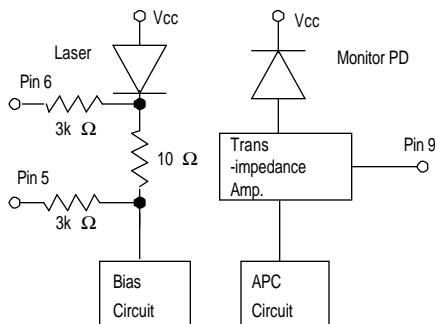 Vcc
Vcc
Laser
Monitor PD
Pin 6
3k Ω
10 Ω
Trans
-impedance
Amp.
Pin 9
Pin 5
3k Ω
Bias
Circuit
APC
Circuit